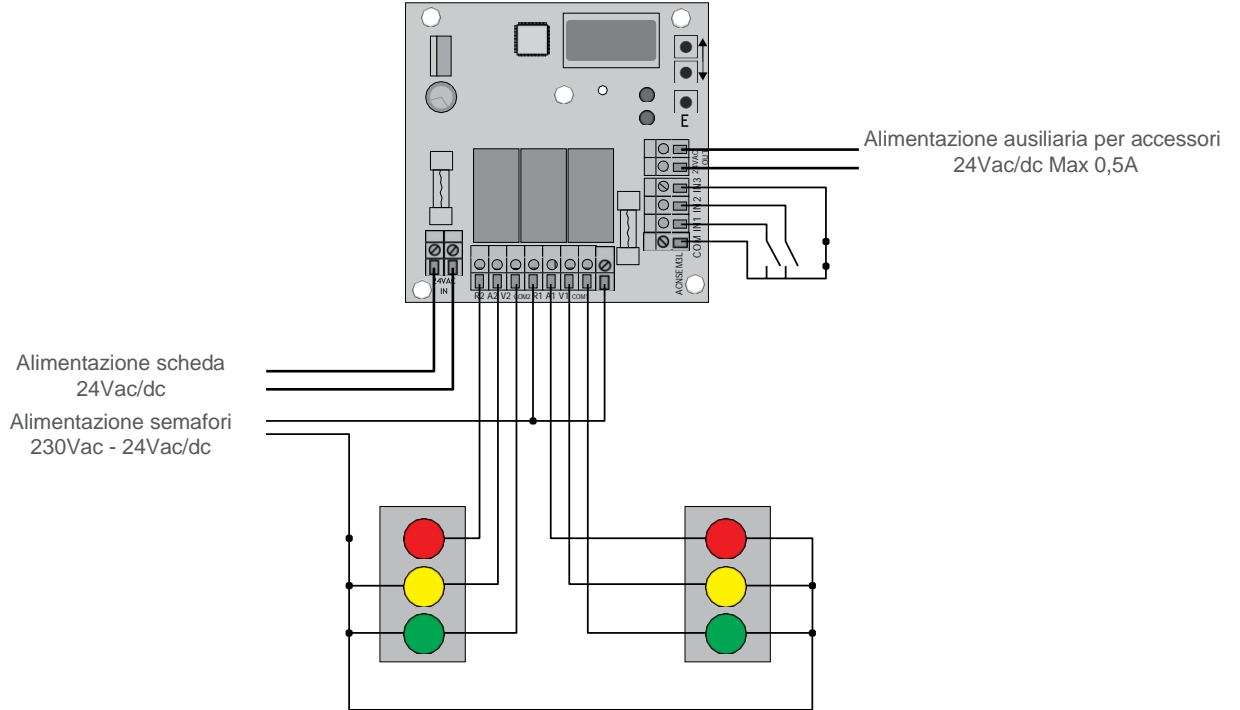 E
Alimentazione ausiliaria per accessori
24Vac/dc Max 0,5A
24VAC
OUT
COM IN1 IN2 IN3
ACNSEM3L
24VAC
IN
R2 A2 V2 COM2 R1 A1 V1 COM1
Alimentazione scheda
24Vac/dc
Alimentazione semafori
230Vac - 24Vac/dc